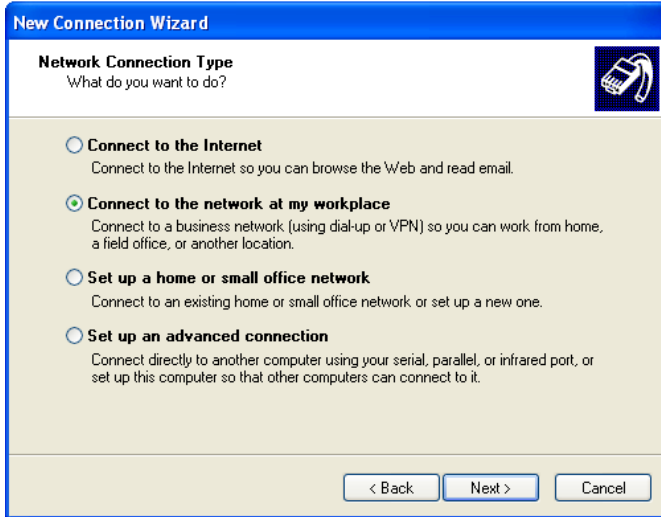 New Connection Wizard
Network Connection Type
What do you want to do?
Connect to the Internet
Connect to the Internet so you can browse the Web and read email.
Connect to the network at my workplace
Connect to a business network (using dial-up or VPN) so you can work from home,
a field office, or another location.
Set up a home or small office network
Connect to an existing home or small office network or set up a new one.
Set up an advanced connection
Connect directly to another computer using your serial, parallel, or infrared port, or
set up this computer so that other computers can connect to it.
< Back Next > Cancel